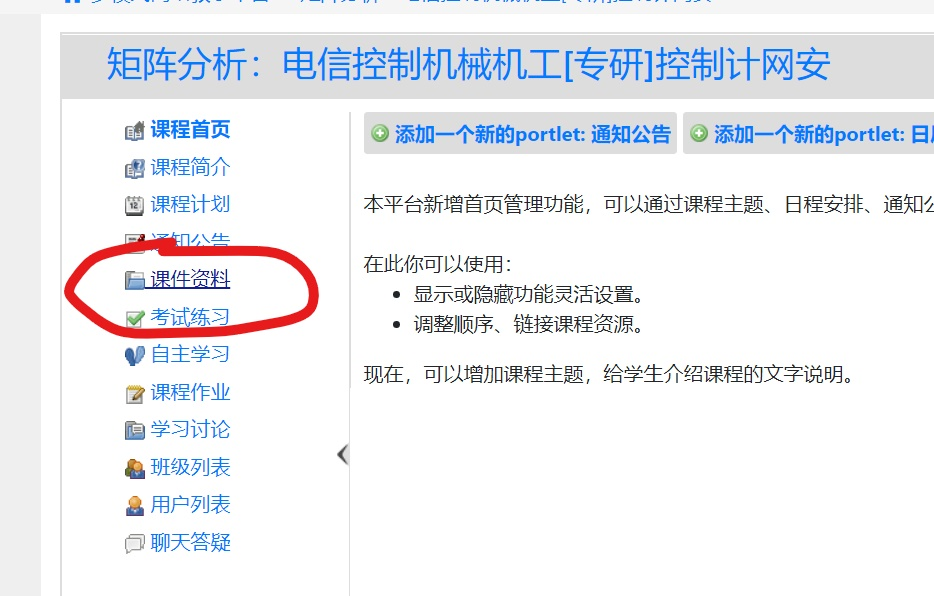 矩阵分析：电信控制机械机工[专研]控制计网安
课程首页
课程简介
课程计划
通知公告
课件资料
考试练习
自主学习
课程作业
学习讨论
班级列表
用户列表
聊天答疑
添加一个新的portlet: 通知公告
添加一个新的portlet: 日
本平台新增首页管理功能，可以通过课程主题、日程安排、通知公
在此你可以使用：
显示或隐藏功能灵活设置。
调整顺序、链接课程资源。
现在，可以增加课程主题，给学生介绍课程的文字说明。